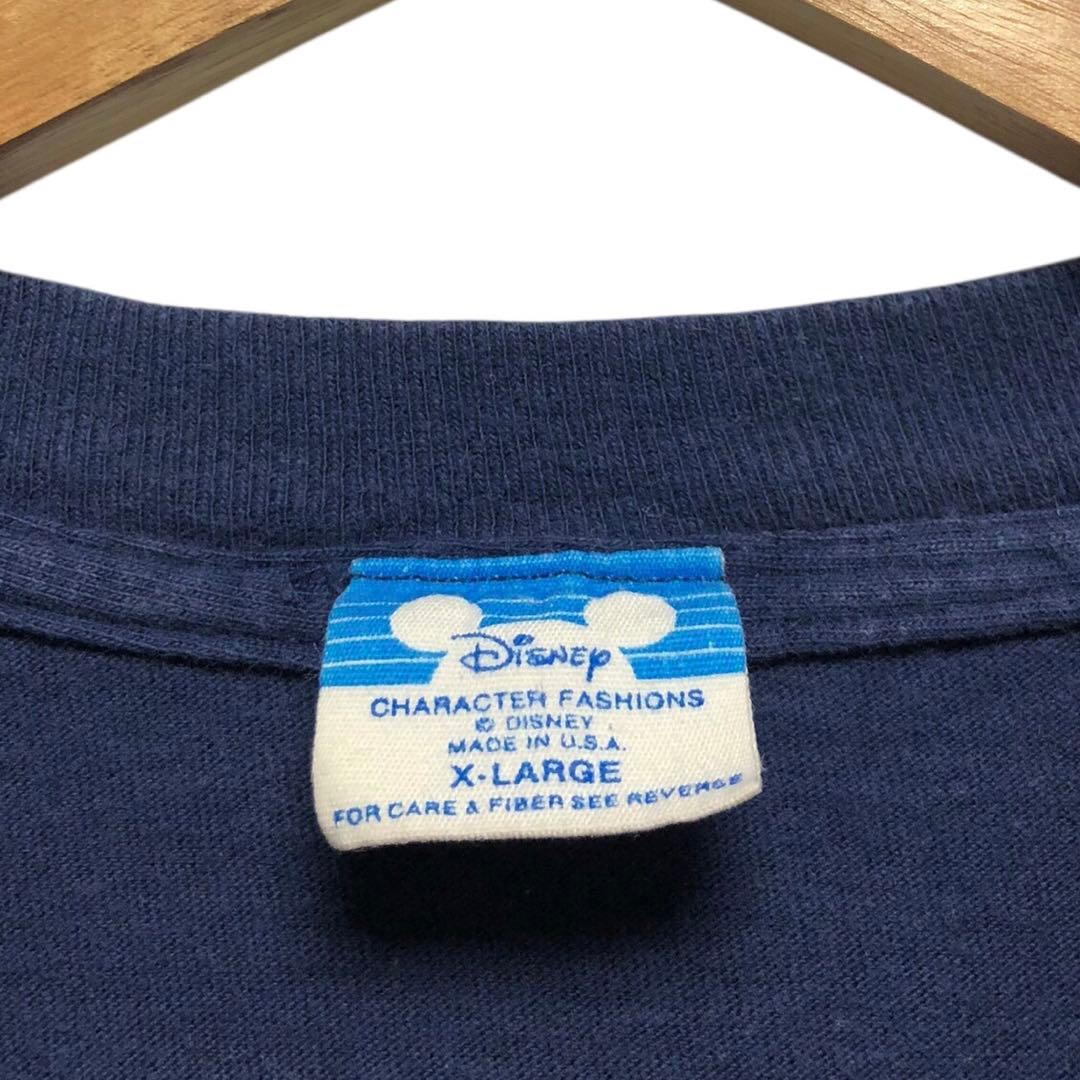 Disney
CHARACTER FASHIONS
© DISNEY
MADE IN U.S.A.
X-LARGE
FOR CARE & FIBER SEE REVERSE